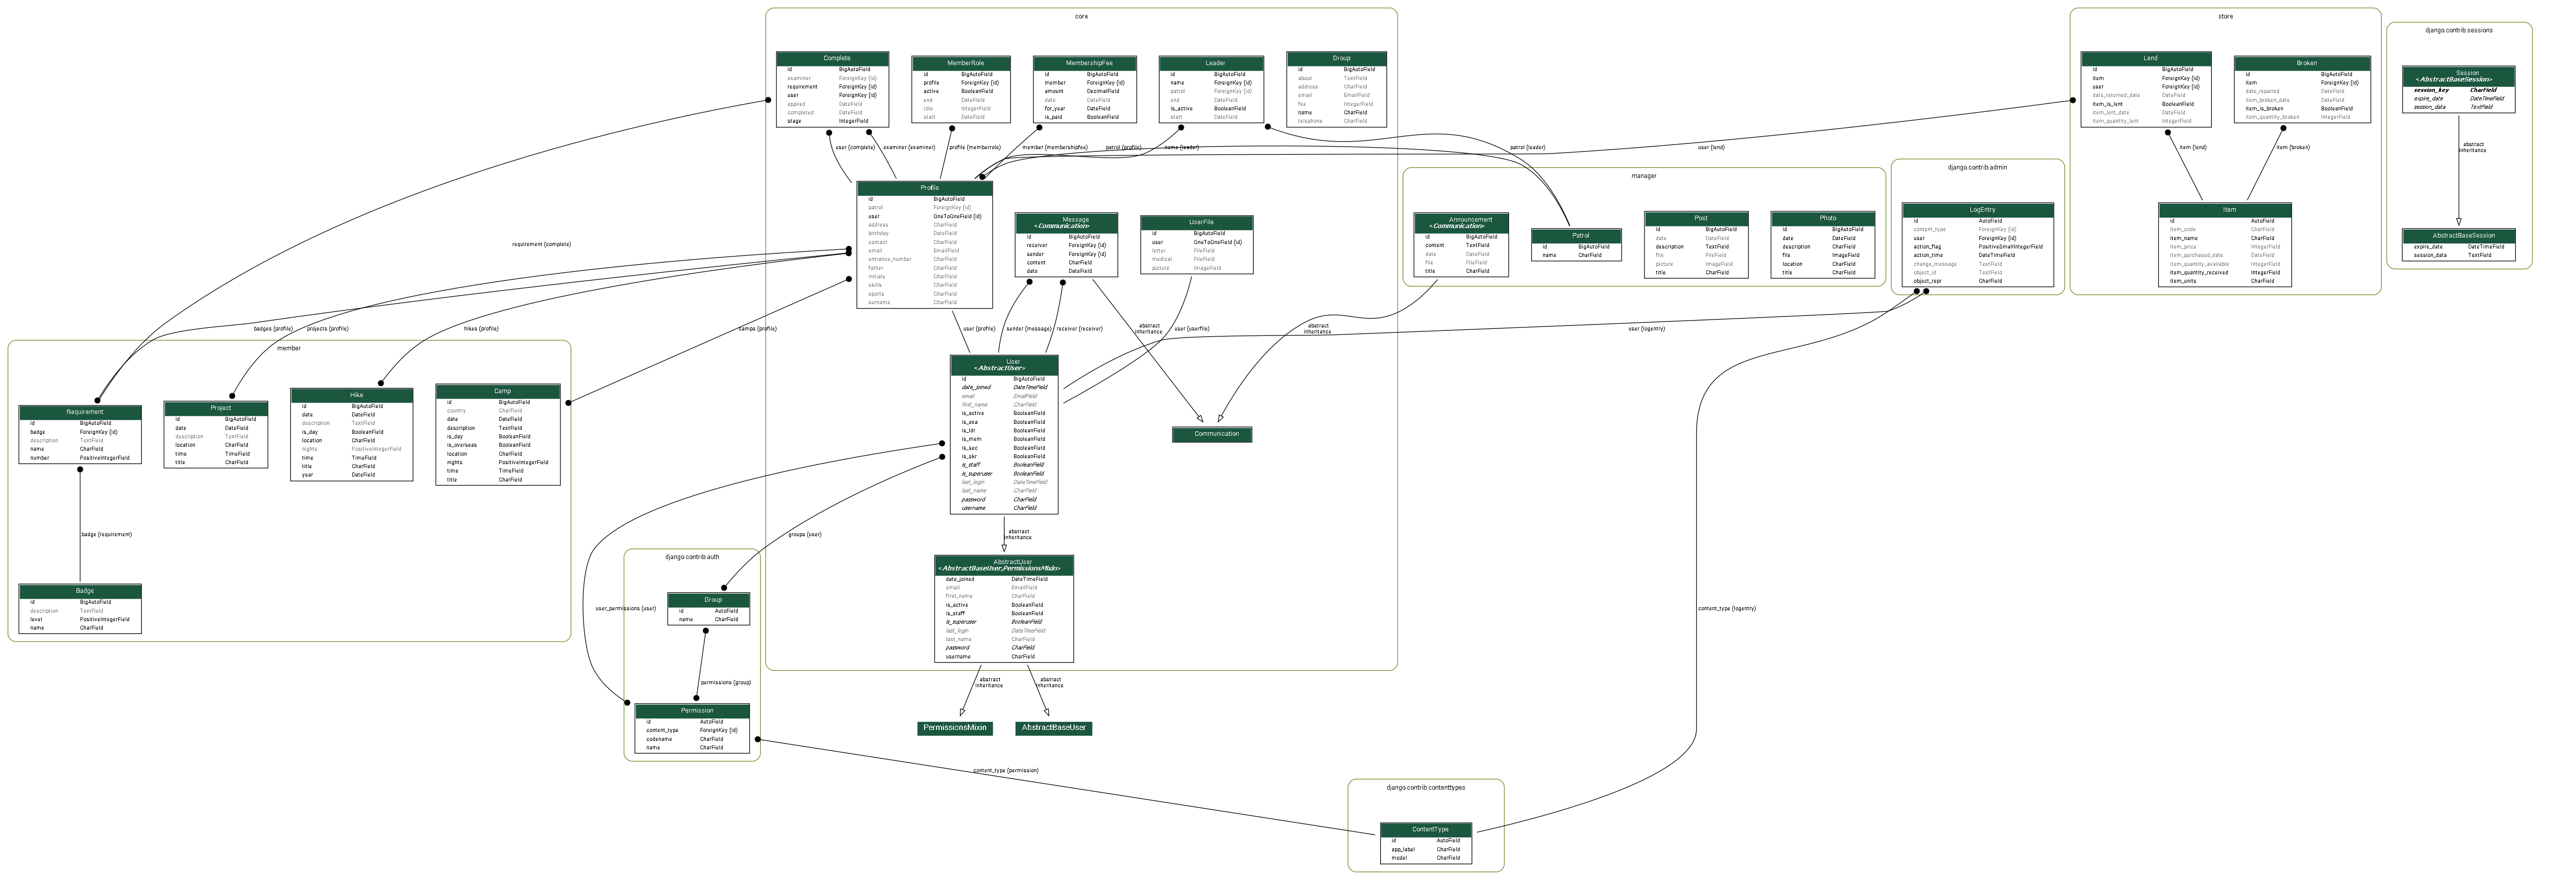 core
Complete
id BigAutoField
examiner ForeignKey (id)
requirement ForeignKey (id)
user ForeignKey (id)
applied DateField
completed DateField
stage IntegerField
MemberRole
id BigAutoField
profile ForeignKey (id)
active BooleanField
end DateField
role IntegerField
start DateField
MembershipFee
id BigAutoField
member ForeignKey (id)
amount DecimalField
date DateField
for_year DateField
is_paid BooleanField
Leader
id BigAutoField
name ForeignKey (id)
patrol ForeignKey (id)
end DateField
is_active BooleanField
start DateField
Group
id BigAutoField
about TextField
address CharField
email EmailField
fee IntegerField
name CharField
telephone CharField
user (complete)
examiner (examiner)
profile (memberrole)
member (membershipfee)
patrol (profile)
name (leader)
patrol (leader)
user (lend)
Profile
id BigAutoField
patrol ForeignKey (id)
user OneToOneField (id)
address CharField
birthday DateField
contact CharField
email EmailField
entrance_number CharField
father CharField
initials CharField
skills CharField
sports CharField
surname CharField
Message
<Communication>
id BigAutoField
receiver ForeignKey (id)
sender ForeignKey (id)
content CharField
date DateField
UserFile
id BigAutoField
user OneToOneField (id)
letter FileField
medical FileField
picture ImageField
user (profile)
sender (message)
receiver (receiver)
abstract
inheritance
user (userfile)
abstract
inheritance
user (logentry)
User
<AbstractUser>
id BigAutoField
date_joined DateTimeField
email EmailField
first_name CharField
is_active BooleanField
is_exa BooleanField
is_ldr BooleanField
is_mem BooleanField
is_sec BooleanField
is_skr BooleanField
is_staff BooleanField
is_superuser BooleanField
last_login DateTimeField
last_name CharField
password CharField
username CharField
Communication
abstract
inheritance
AbstractUser
<AbstractBaseUser,PermissionsMixin>
date_joined DateTimeField
email EmailField
first_name CharField
is_active BooleanField
is_staff BooleanField
is_superuser BooleanField
last_login DateTimeField
last_name CharField
password CharField
username CharField
abstract
inheritance
abstract
inheritance
PermissionsMixin
AbstractBaseUser
manager
Announcement
<Communication>
id BigAutoField
content TextField
date DateField
file FileField
title CharField
Patrol
id BigAutoField
name CharField
Post
id BigAutoField
date DateField
description TextField
file FileField
picture ImageField
title CharField
Photo
id BigAutoField
date DateField
description CharField
file ImageField
location CharField
title CharField
django.contrib.admin
LogEntry
id AutoField
content_type ForeignKey (id)
user ForeignKey (id)
action_flag PositiveSmallIntegerField
action_time DateTimeField
change_message TextField
object_id TextField
object_repr CharField
store
Lend
id BigAutoField
item ForeignKey (id)
user ForeignKey (id)
date_returned_date DateField
item_is_lent BooleanField
item_lent_date DateField
item_quantity_lent IntegerField
Broken
id BigAutoField
item ForeignKey (id)
date_repaired DateField
item_broken_date DateField
item_is_broken BooleanField
item_quantity_broken IntegerField
item (lend)
item (broken)
Item
id AutoField
item_code CharField
item_name CharField
item_price IntegerField
item_purchased_date DateField
item_quantity_available IntegerField
item_quantity_received IntegerField
item_units CharField
django.contrib.sessions
Session
<AbstractBaseSession>
session_key CharField
expire_date DateTimeField
session_data TextField
abstract
inheritance
AbstractBaseSession
expire_date DateTimeField
session_data TextField
requirement (complete)
badges (profile)
projects (profile)
hikes (profile)
camps (profile)
member
Requirement
id BigAutoField
badge ForeignKey (id)
description TextField
name CharField
number PositiveIntegerField
Project
id BigAutoField
date DateField
description TextField
location CharField
time TimeField
title CharField
Hike
id BigAutoField
date DateField
description TextField
is_day BooleanField
location CharField
nights PositiveIntegerField
time TimeField
title CharField
year DateField
Camp
id BigAutoField
country CharField
date DateField
description TextField
is_day BooleanField
is_overseas BooleanField
location CharField
nights PositiveIntegerField
time TimeField
title CharField
badge (requirement)
Badge
id BigAutoField
description TextField
level PositiveIntegerField
name CharField
groups (user)
user_permissions (user)
django.contrib.auth
Group
id AutoField
name CharField
permissions (group)
Permission
id AutoField
content_type ForeignKey (id)
codename CharField
name CharField
content_type (permission)
content_type (logentry)
django.contrib.contenttypes
ContentType
id AutoField
app_label CharField
model CharField